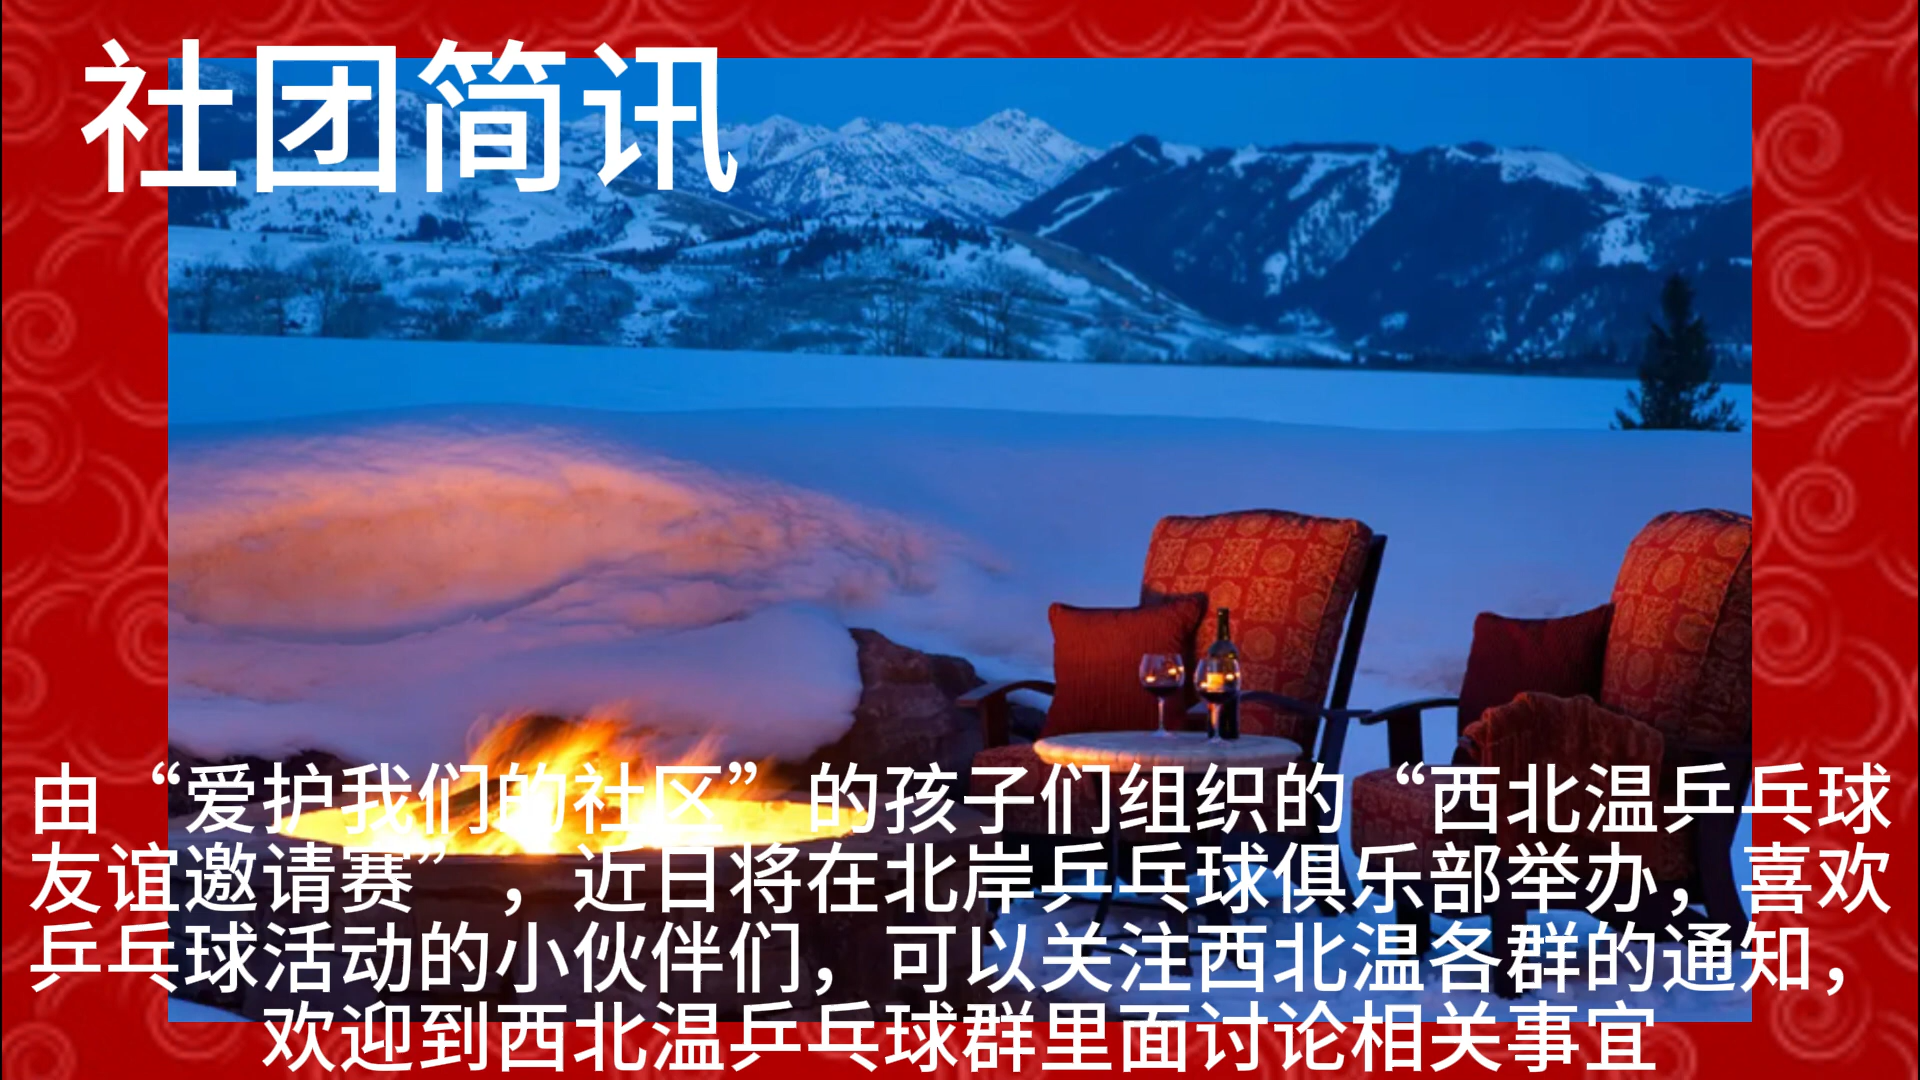 社团简讯
由“爱护我们的社区”的孩子们组织的“西北温乒乓球
友谊邀请赛”，近日将在北岸乒乓球俱乐部举办，喜欢
乒乓球活动的小伙伴们，可以关注西北温各群的通知，
欢迎到西北温乒乓球群里面讨论相关事宜